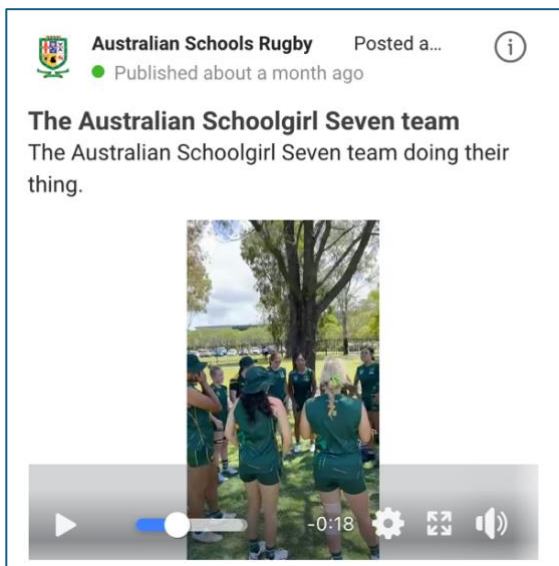 Australian Schools Rugby Posted a...
Published about a month ago
The Australian Schoolgirl Seven team
The Australian Schoolgirl Seven team doing their
thing.
-0:18